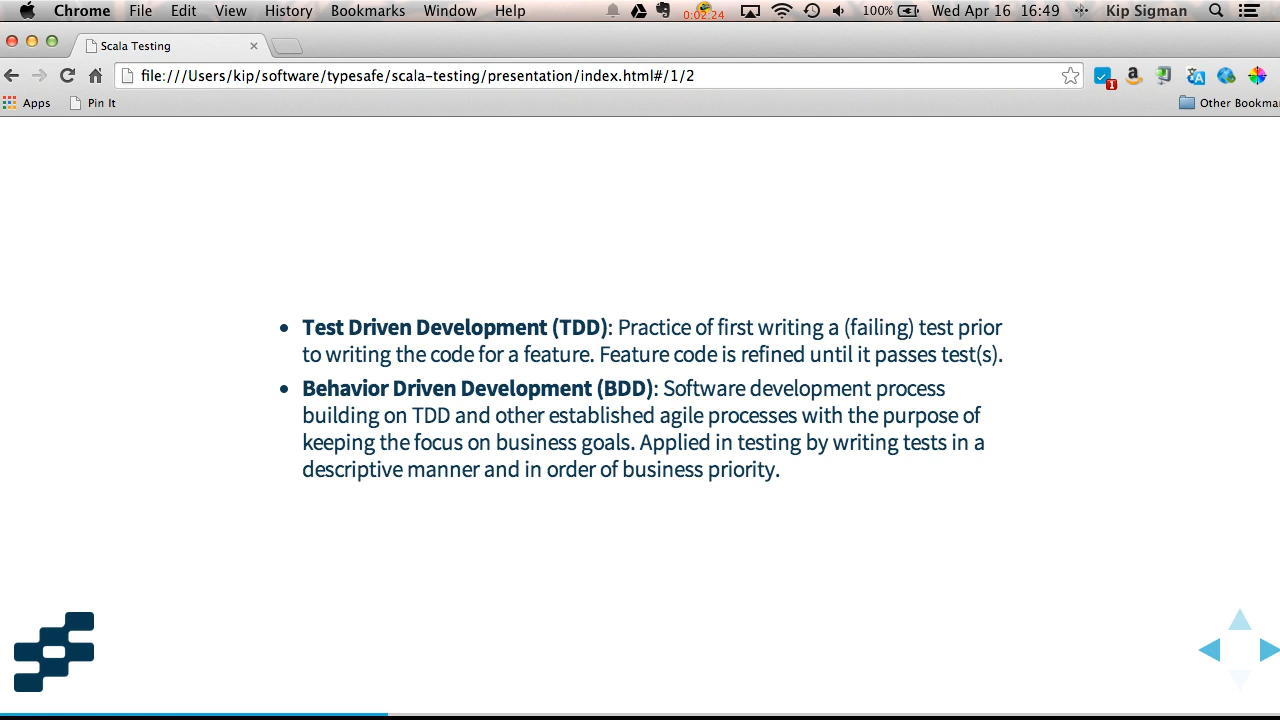 Chrome File Edit View History Bookmarks Window Help 0:02:24 100% Wed Apr 16 16:49 Kip Sigman
Scala Testing
file:///Users/kip/software/typesafe/scala-testing/presentation/index.html#/1/2
1
Apps Pin It Other Bookma
• Test Driven Development (TDD): Practice of first writing a (failing) test prior
to writing the code for a feature. Feature code is refined until it passes test(s).
• Behavior Driven Development (BDD): Software development process
building on TDD and other established agile processes with the purpose of
keeping the focus on business goals. Applied in testing by writing tests in a
descriptive manner and in order of business priority.